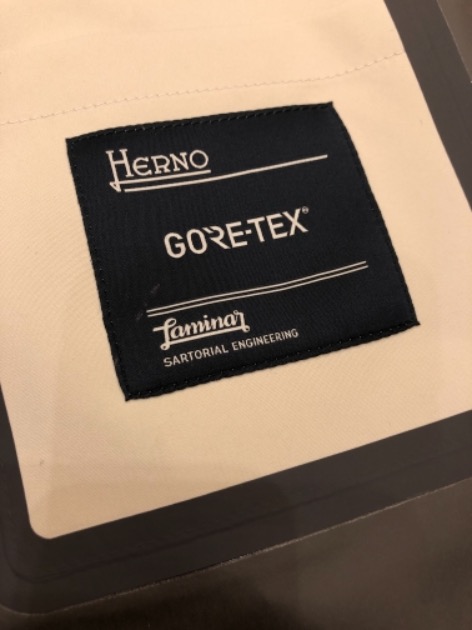 HERNO
GORE-TEX®
Laminar
SARTORIAL ENGINEERING